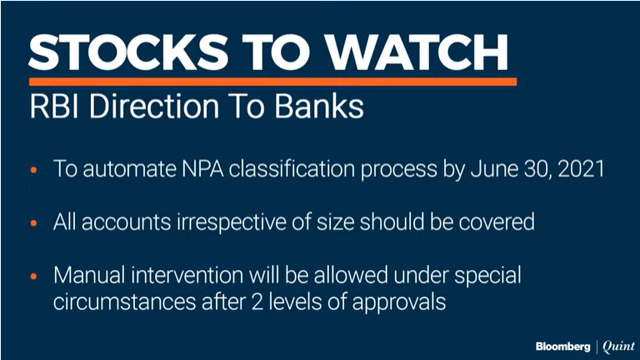 STOCKS TO WATCH
RBI Direction To Banks
• To automate NPA classification process by June 30, 2021
• All accounts irrespective of size should be covered
• Manual intervention will be allowed under special
circumstances after 2 levels of approvals
Bloomberg | Quint